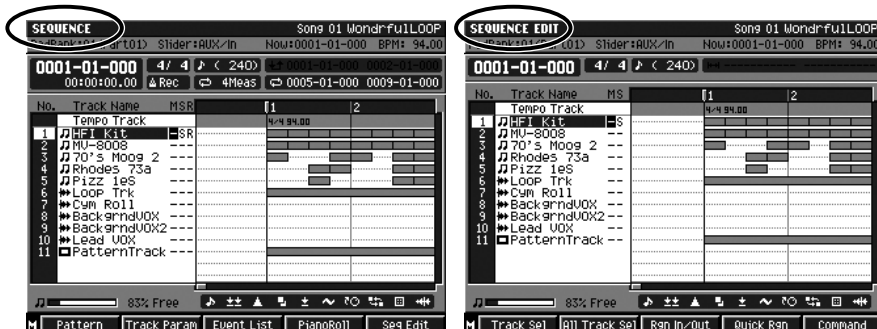 SEQUENCE Song 01 WondrfulLOOP
Slider:AUX/In Now:0001-01-000 BPM: 94.00
0001-01-000 4/ 4 ♪ ( 240) 0001-01-000 0002-01-000
00:00:00.00 Rec 4Meas 0005-01-000 0009-01-000
No. Track Name MSR 1 2
Tempo Track 4/4 94.00
1 HFI Kit -SR
2 MV-8008 ---
3 70's Moog 2 ---
4 Rhodes 73a ---
5 Pizz 1eS ---
6 Loop Trk ---
7 Cym Roll ---
8 BackgrndVOX ---
9 BackgrndVOX2 ---
10 Lead VOX ---
11 PatternTrack ---
83% Free
M Pattern Track Param Event List PianoRoll Seq Edit
SEQUENCE EDIT Song 01 WondrfulLOOP
Slider:AUX/In Now:0001-01-000 BPM: 94.00
0001-01-000 4/ 4 ♪ ( 240)
No. Track Name MS 1 2
Tempo Track 4/4 94.00
1 HFI Kit -S
2 MV-8008 --
3 70's Moog 2 --
4 Rhodes 73a --
5 Pizz 1eS --
6 Loop Trk --
7 Cym Roll --
8 BackgrndVOX --
9 BackgrndVOX2 --
10 Lead VOX --
11 PatternTrack --
83% Free
M Track Sel All Track Sel Rgn In/Out Quick Rgn Command